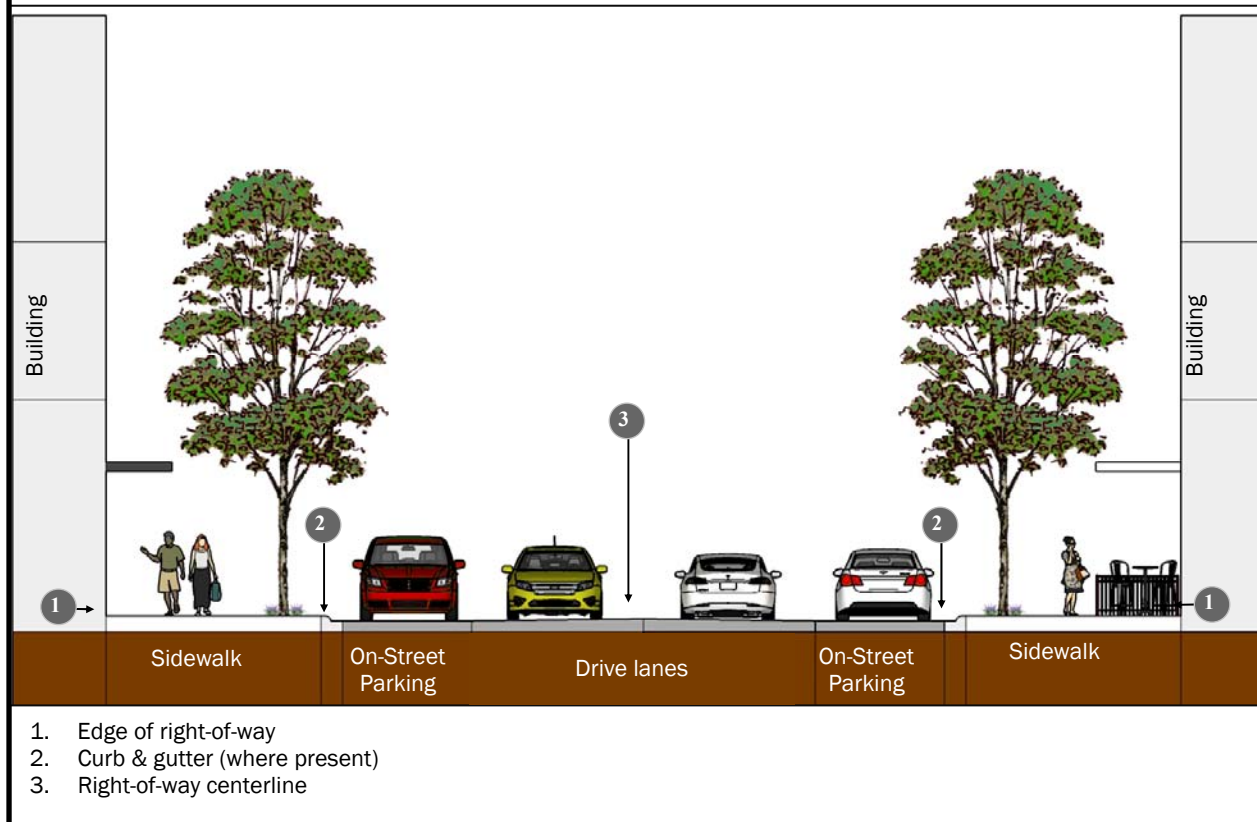 Building
Building
3
2
2
1
1
Sidewalk
On-Street
Parking
Drive lanes
On-Street
Parking
Sidewalk
1. Edge of right-of-way
2. Curb & gutter (where present)
3. Right-of-way centerline